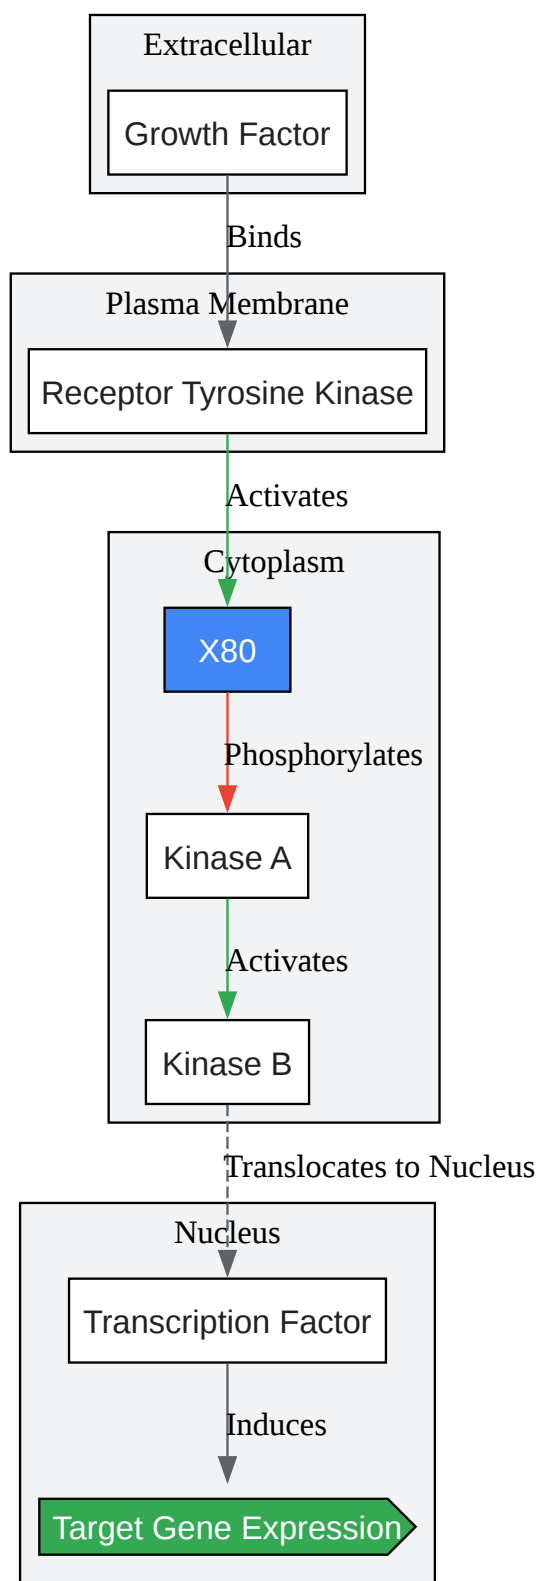 Extracellular
Growth Factor
Binds
Plasma Membrane
Receptor Tyrosine Kinase
Activates
Cytoplasm
X80
Phosphorylates
Kinase A
Activates
Kinase B
Translocates to Nucleus
Nucleus
Transcription Factor
Induces
Target Gene Expression